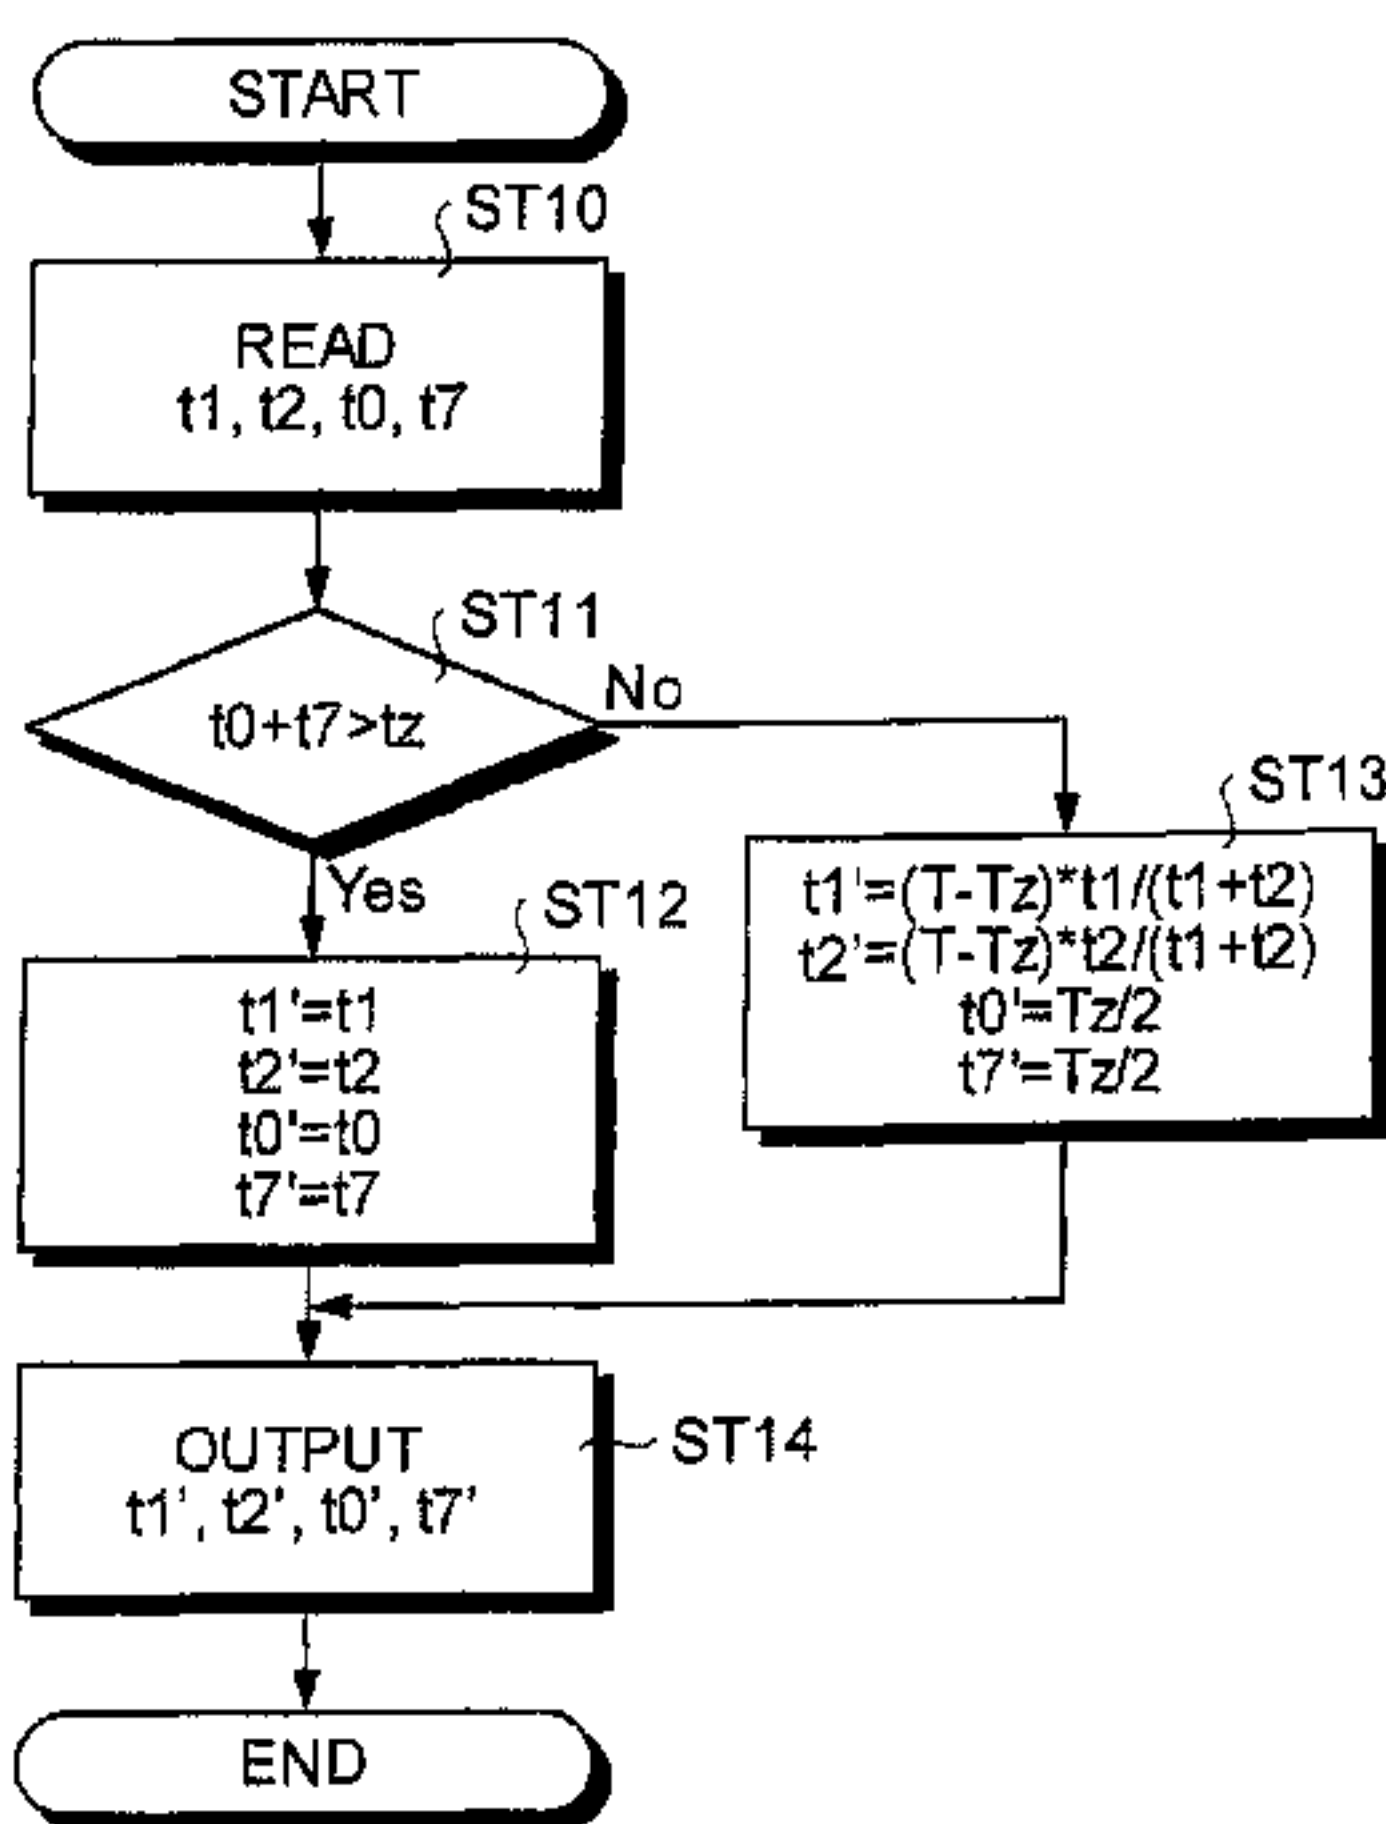 START
ST10
READ
t1, t2, t0, t7
ST11
t0+t7>tz
No
Yes
ST12
t1'=t1
t2'=t2
t0'=t0
t7'=t7
ST13
t1'=(T-Tz)*t1/(t1+t2)
t2'=(T-Tz)*t2/(t1+t2)
t0'=Tz/2
t7'=Tz/2
OUTPUT
t1', t2', t0', t7'
ST14
END